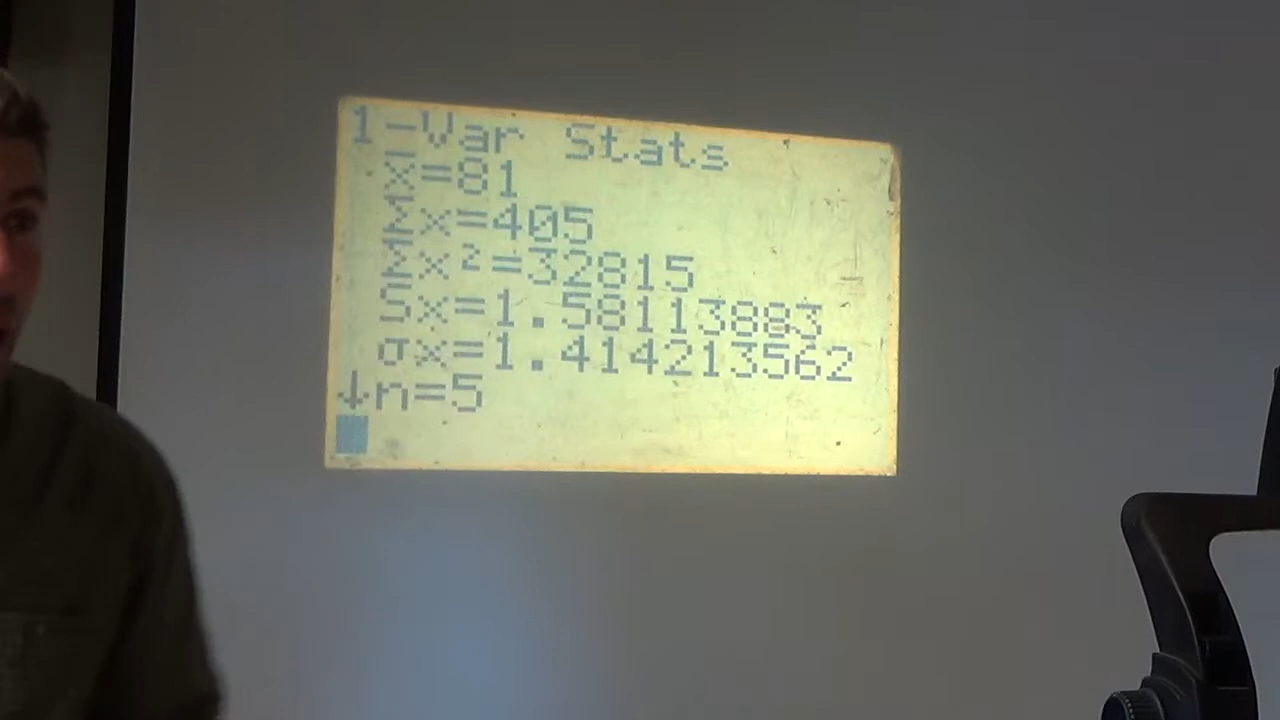 1-Var Stats
x̄=81
Σx=405
Σx²=32815
Sx=1.58113883
σx=1.414213562
↓n=5